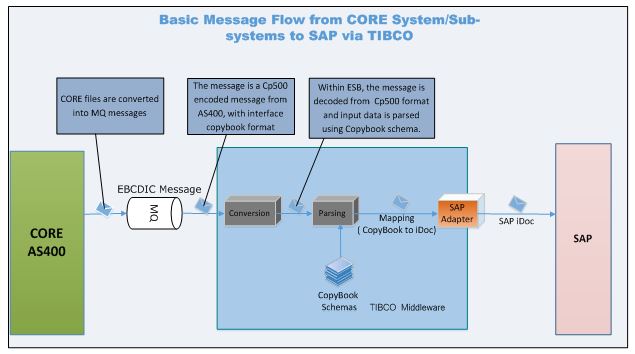 Basic Message Flow from CORE System/Sub-
systems to SAP via TIBCO
CORE files are converted
into MQ messages
The message is a Cp500
encoded message from
AS400, with interface
copybook format
Within ESB, the message is
decoded from Cp500 format
and input data is parsed
using Copybook schema.
CORE
AS400
EBCDIC Message
MQ
Conversion
Parsing
Mapping
( CopyBook to iDoc)
SAP
Adapter
SAP iDoc
SAP
CopyBook
Schemas
TIBCO Middleware